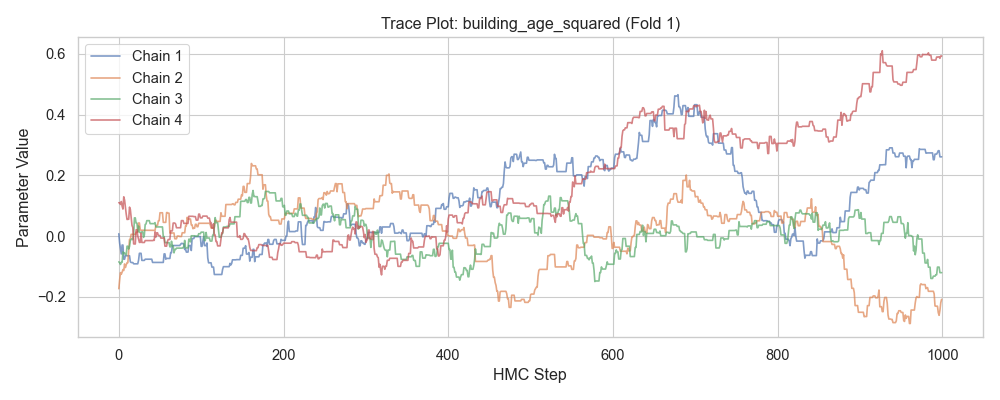 Trace Plot: building_age_squared (Fold 1)
Chain 1
Chain 2
Chain 3
Chain 4
Parameter Value
0.6
0.4
0.2
0.0
−0.2
0 200 400 600 800 1000
HMC Step